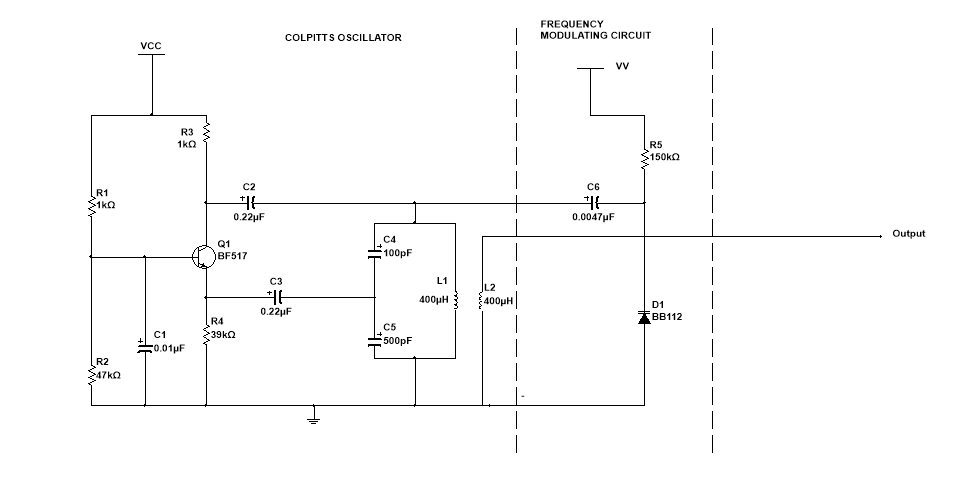 COLPITTS OSCILLATOR
FREQUENCY
MODULATING CIRCUIT
VCC
VV
R3
1kΩ
R5
150kΩ
R1
1kΩ
C2
0.22µF
C6
0.0047µF
Q1
BF517
C4
100pF
Output
C3
0.22µF
L1
400µH
L2
400µH
D1
BB112
R4
39kΩ
C5
500pF
C1
0.01µF
R2
47kΩ